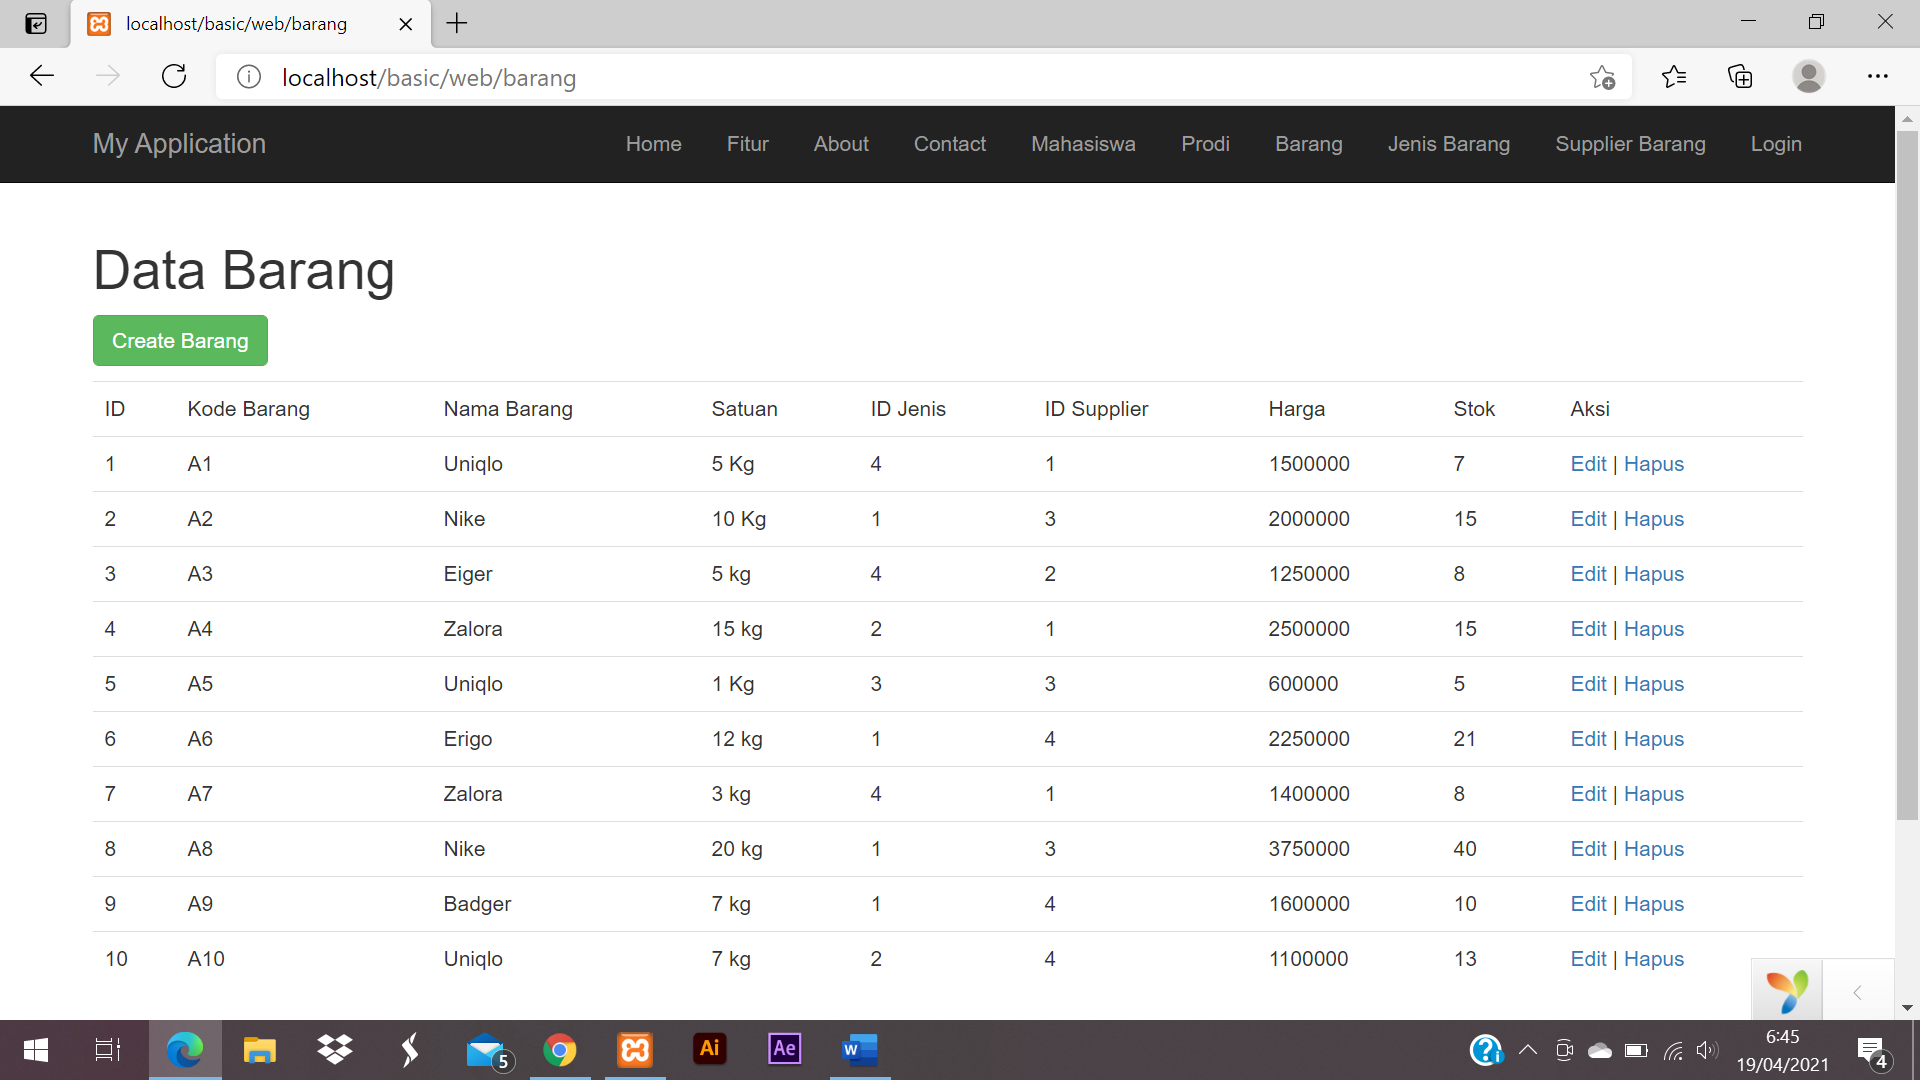 localhost/basic/web/barang
localhost/basic/web/barang
My Application Home Fitur About Contact Mahasiswa Prodi Barang Jenis Barang Supplier Barang Login
Data Barang
Create Barang
ID Kode Barang Nama Barang Satuan ID Jenis ID Supplier Harga Stok Aksi
1 A1 Uniqlo 5 Kg 4 1 1500000 7 Edit | Hapus
2 A2 Nike 10 Kg 1 3 2000000 15 Edit | Hapus
3 A3 Eiger 5 kg 4 2 1250000 8 Edit | Hapus
4 A4 Zalora 15 kg 2 1 2500000 15 Edit | Hapus
5 A5 Uniqlo 1 Kg 3 3 600000 5 Edit | Hapus
6 A6 Erigo 12 kg 1 4 2250000 21 Edit | Hapus
7 A7 Zalora 3 kg 4 1 1400000 8 Edit | Hapus
8 A8 Nike 20 kg 1 3 3750000 40 Edit | Hapus
9 A9 Badger 7 kg 1 4 1600000 10 Edit | Hapus
10 A10 Uniqlo 7 kg 2 4 1100000 13 Edit | Hapus
5 Ai Ae W 6:45
19/04/2021 4